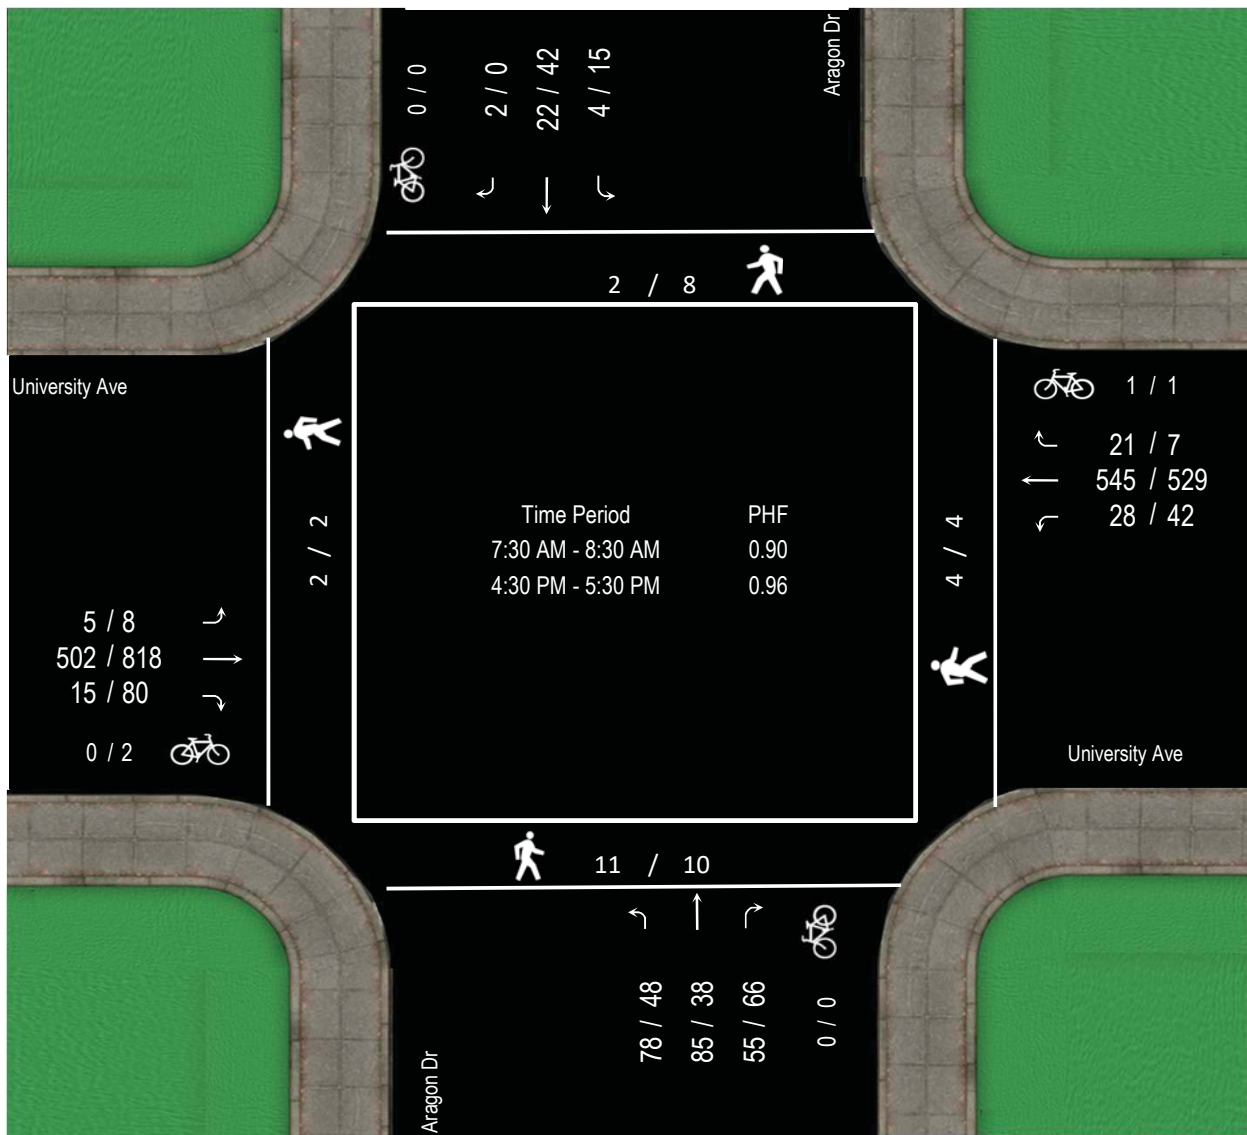 Aragon Dr
0 / 0
2 / 0
22 / 42
4 / 15
2 / 8
University Ave
1 / 1
21 / 7
545 / 529
28 / 42
2 / 2
4 / 4
Time Period PHF
7:30 AM - 8:30 AM 0.90
4:30 PM - 5:30 PM 0.96
5 / 8
502 / 818
15 / 80
0 / 2
University Ave
11 / 10
78 / 48
85 / 38
55 / 66
0 / 0
Aragon Dr